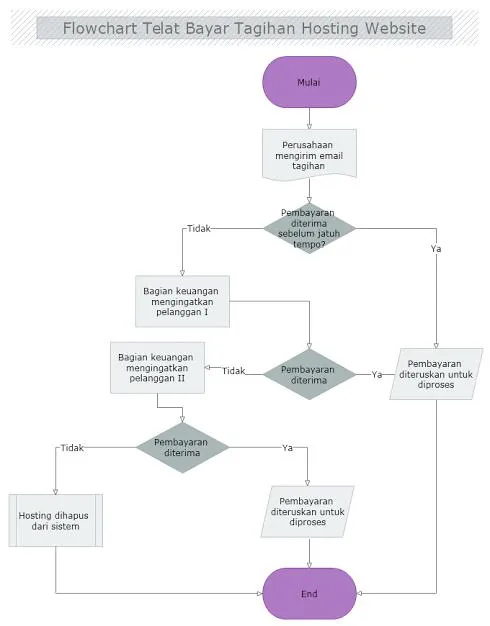 Flowchart Telat Bayar Tagihan Hosting Website
Mulai
Perusahaan
mengirim email
tagihan
Pembayaran
diterima
sebelum jatuh
tempo?
Tidak
Ya
Bagian keuangan
mengingatkan
pelanggan I
Bagian keuangan
mengingatkan
pelanggan II
Tidak
Pembayaran
diterima
Ya
Pembayaran
diteruskan untuk
diproses
Tidak
Pembayaran
diterima
Ya
Hosting dihapus
dari sistem
Pembayaran
diteruskan untuk
diproses
End